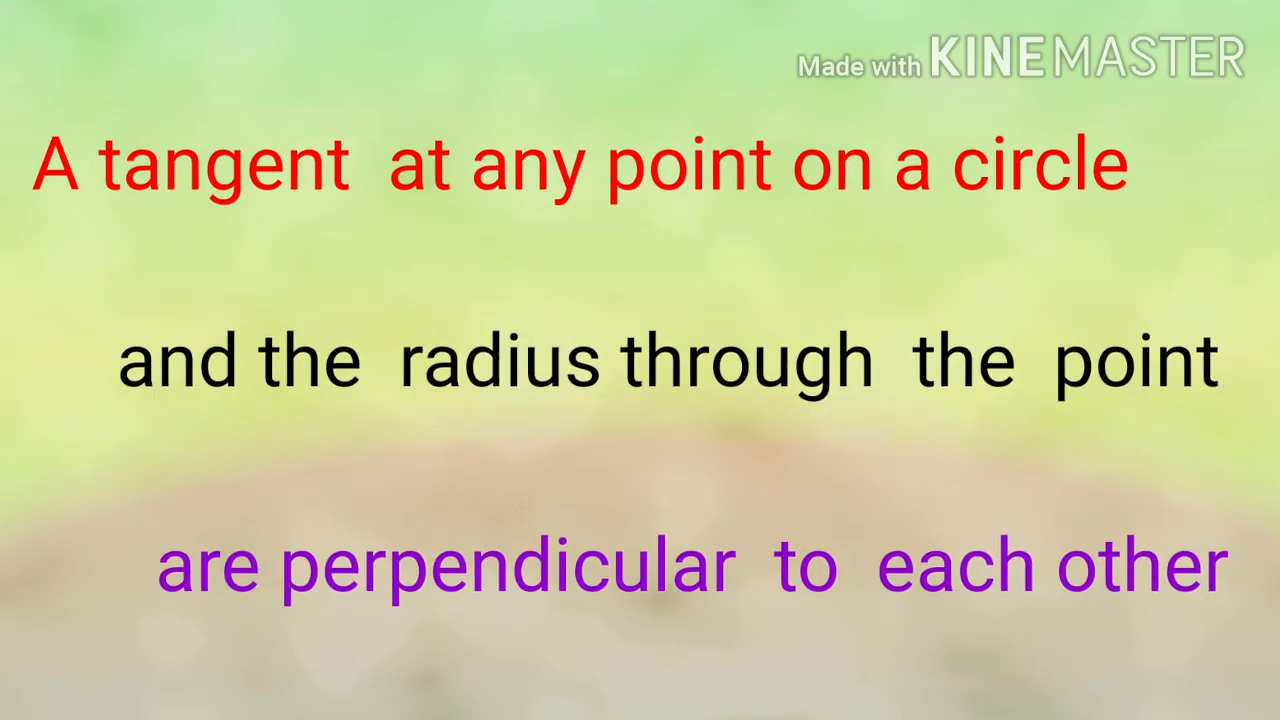 Made with KINEMASTER
A tangent at any point on a circle
and the radius through the point
are perpendicular to each other